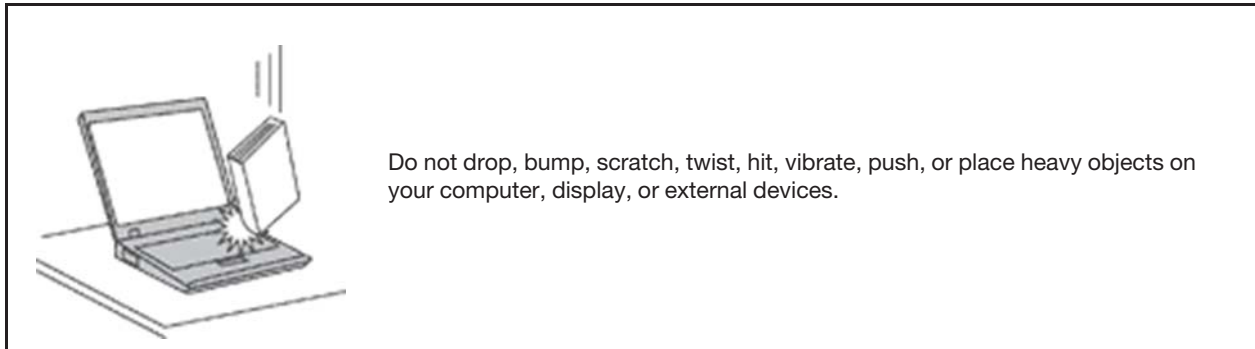 Do not drop, bump, scratch, twist, hit, vibrate, push, or place heavy objects on
your computer, display, or external devices.